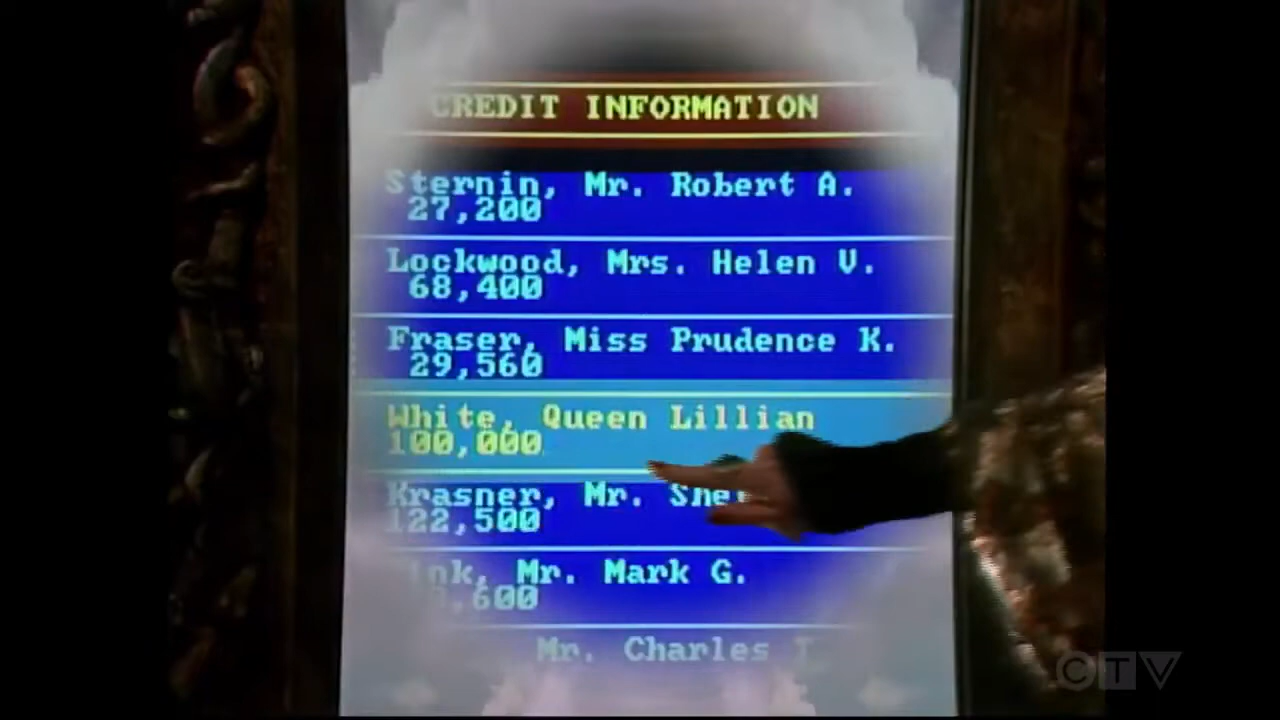 CREDIT INFORMATION
Sternin, Mr. Robert A.
27,200
Lockwood, Mrs. Helen V.
68,400
Fraser, Miss Prudence K.
29,560
White, Queen Lillian
100,000
Krasner, Mr.
122,500
Mr. Mark G.
Mr. Charles
CTV